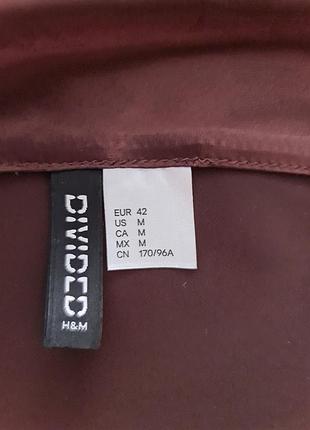 DIVIDED
H&M
EUR 42
US M
CA M
MX M
CN 170/96A